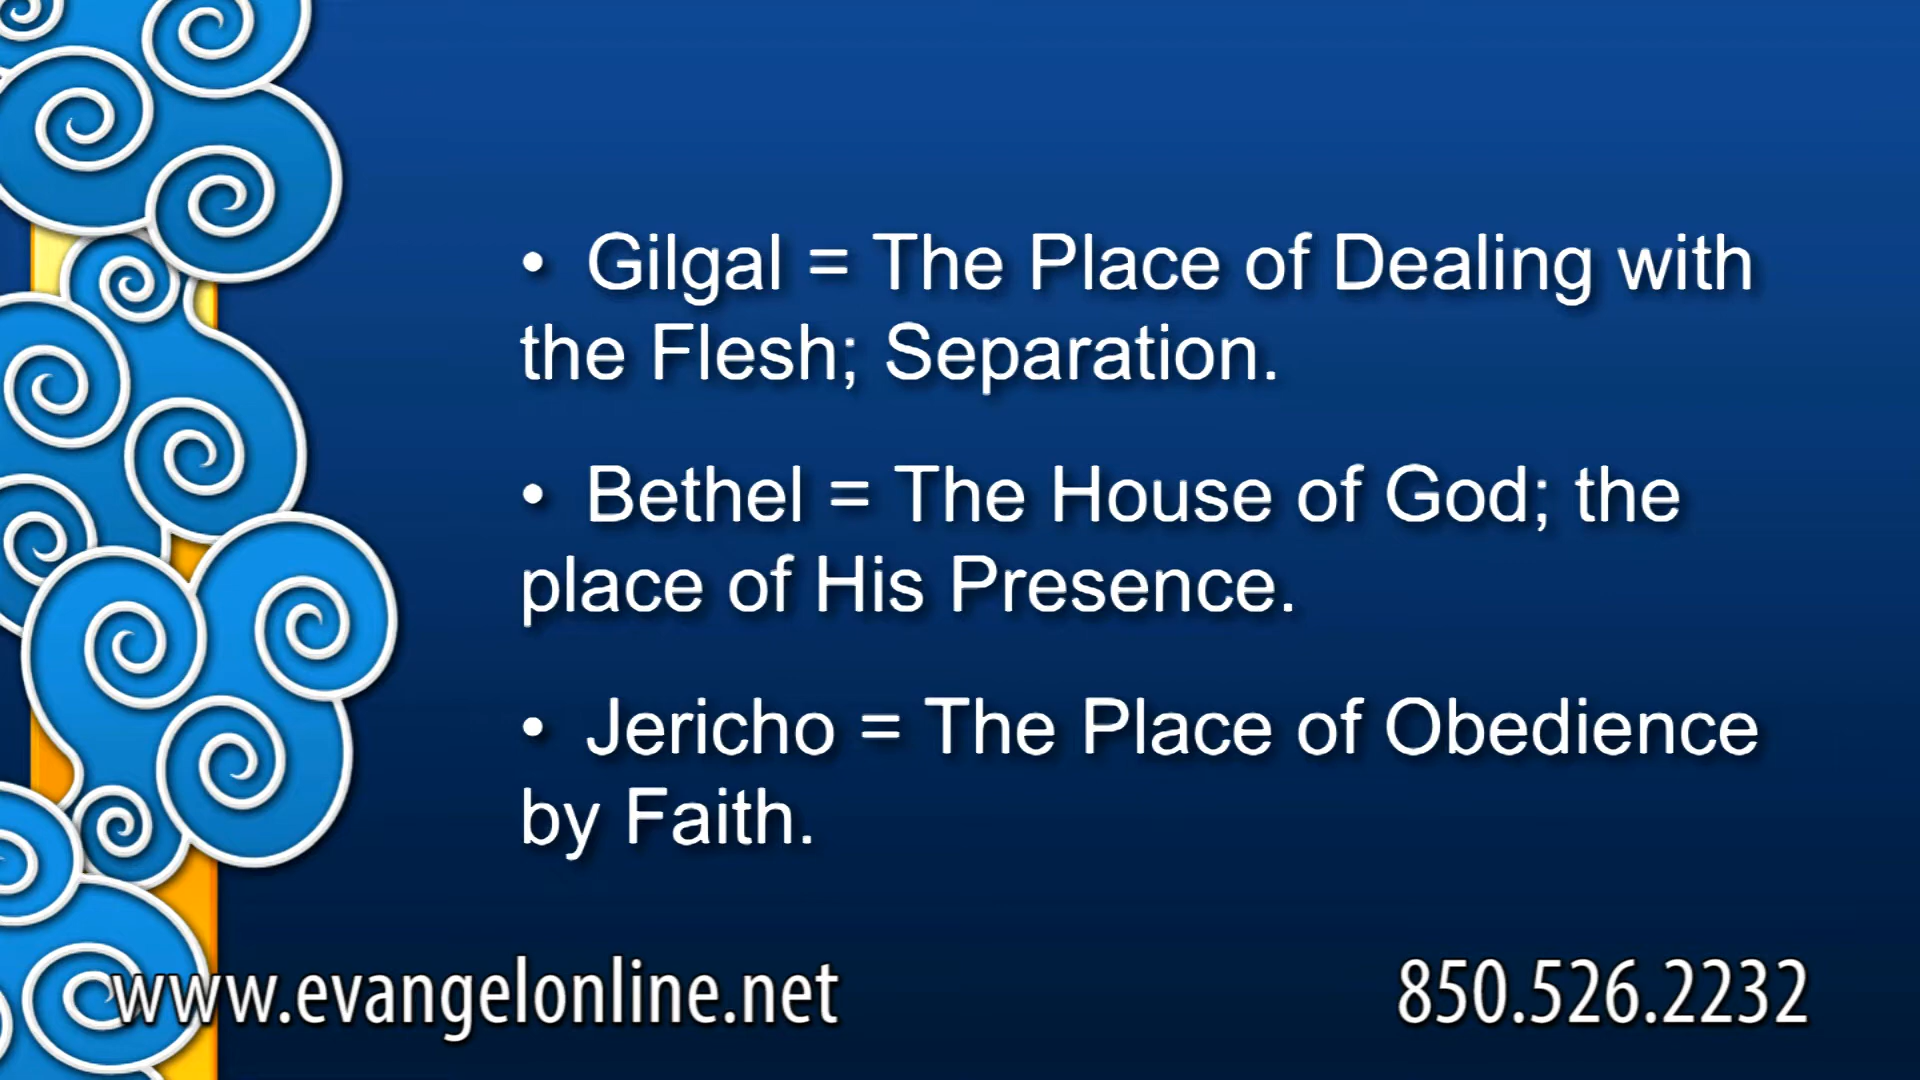 • Gilgal = The Place of Dealing with
the Flesh; Separation.
• Bethel = The House of God; the
place of His Presence.
• Jericho = The Place of Obedience
by Faith.
www.evangelonline.net
850.526.2232